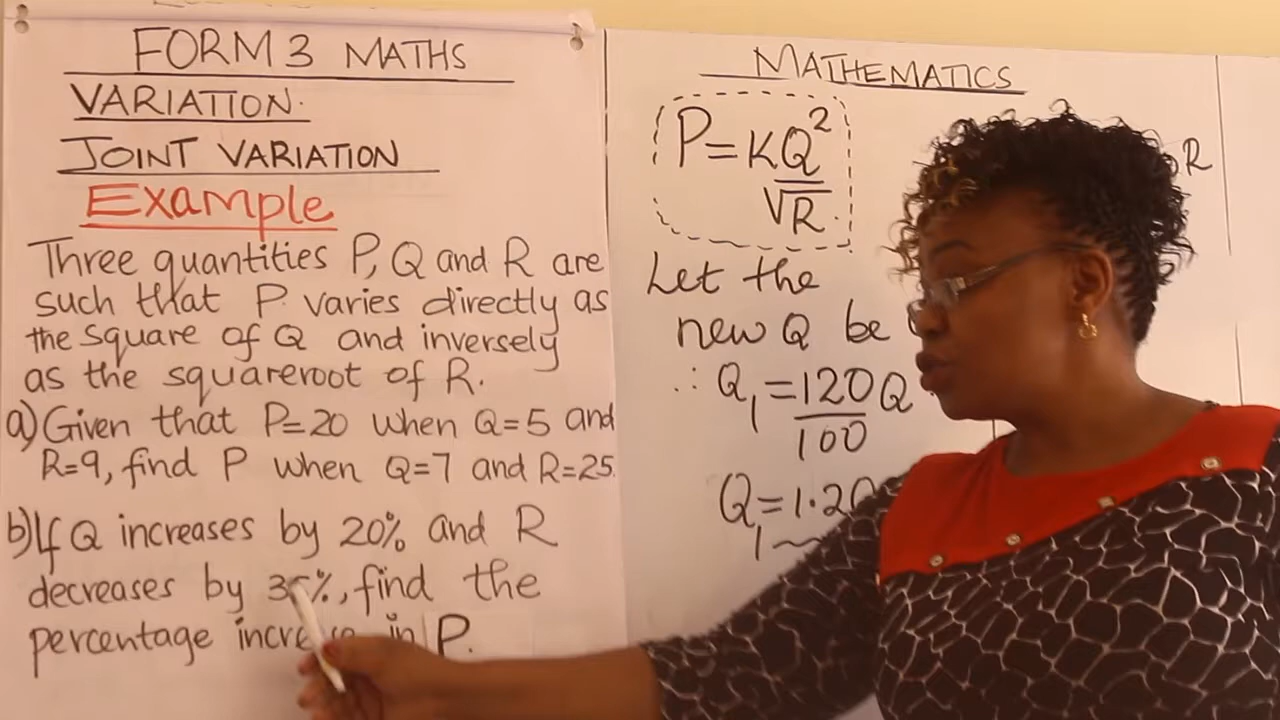 FORM 3 MATHS
VARIATION.
JOINT VARIATION
Example
Three quantities P, Q and R are
such that P varies directly as
the square of Q and inversely
as the squareroot of R.
a) Given that P=20 when Q=5 and
R=9, find P when Q=7 and R=25.
b) If Q increases by 20% and R
decreases by %, find the
percentage in P.
MATHEMATICS
P=KQ²
√R.
Let the
new Q be
∴ Q₁=120Q
100
Q₁=1.2Q
R